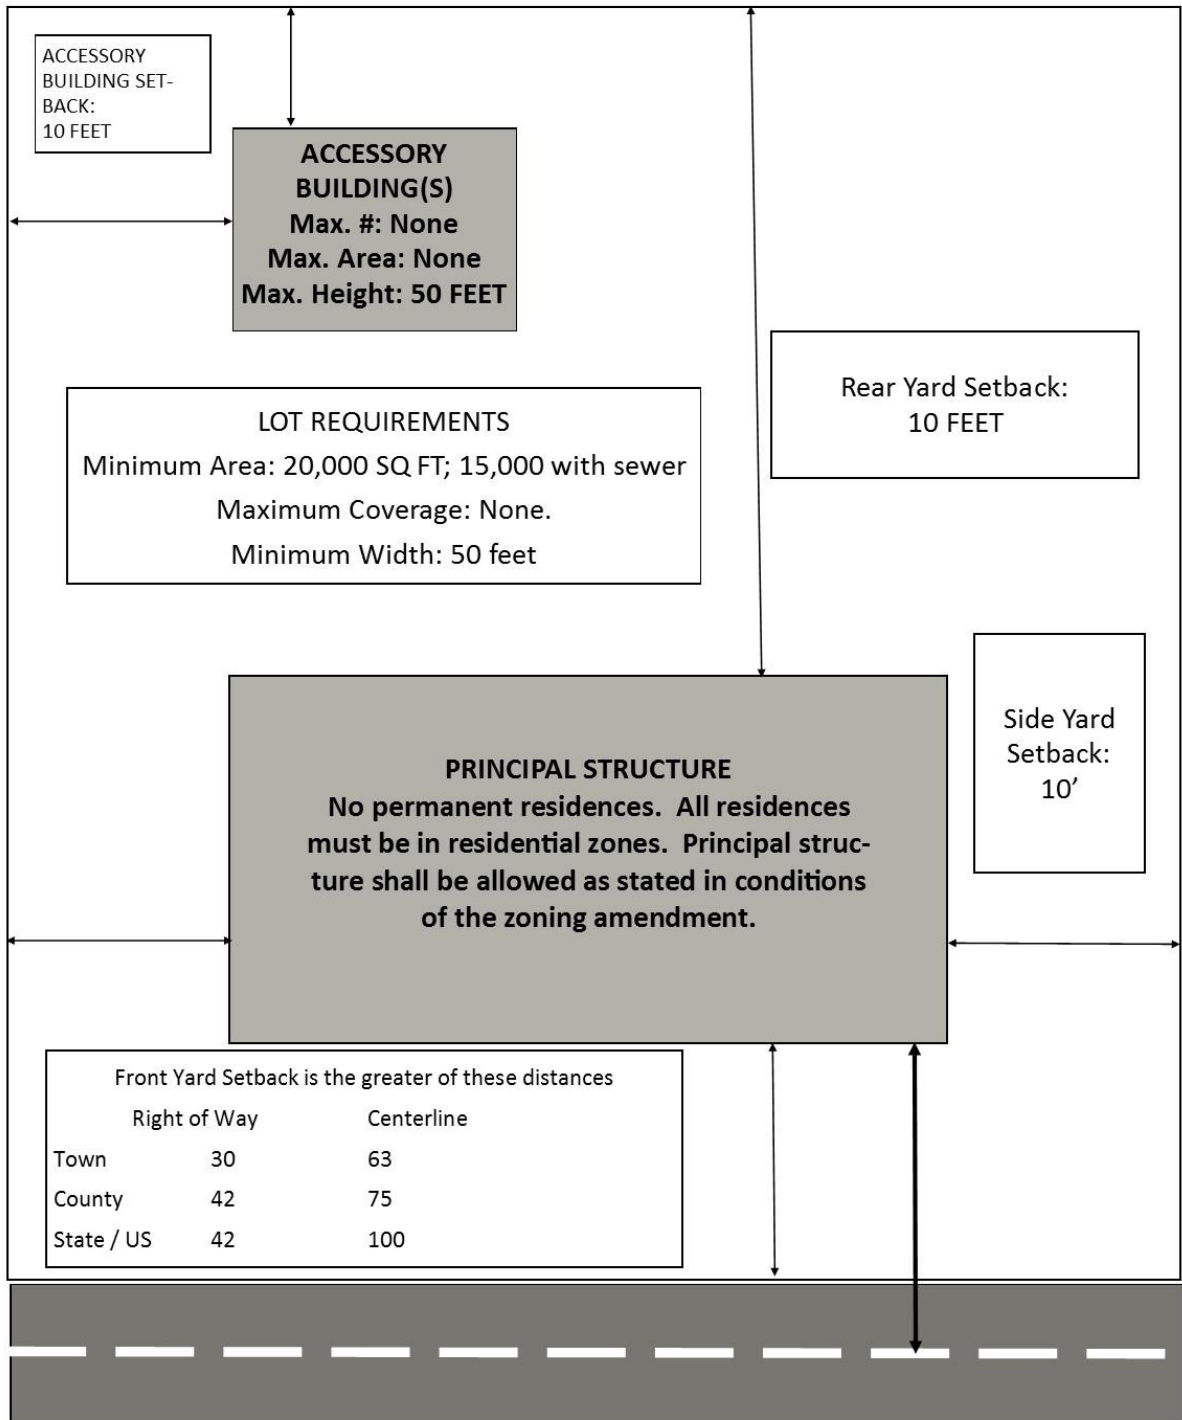 ACCESSORY
BUILDING SET-
BACK:
10 FEET
ACCESSORY
BUILDING(S)
Max. #: None
Max. Area: None
Max. Height: 50 FEET
Rear Yard Setback:
10 FEET
LOT REQUIREMENTS
Minimum Area: 20,000 SQ FT; 15,000 with sewer
Maximum Coverage: None.
Minimum Width: 50 feet
Side Yard
Setback:
10’
PRINCIPAL STRUCTURE
No permanent residences.  All residences
must be in residential zones.  Principal struc-
ture shall be allowed as stated in conditions
of the zoning amendment.
Front Yard Setback is the greater of these distances
Right of Way Centerline
Town 30 63
County 42 75
State / US 42 100